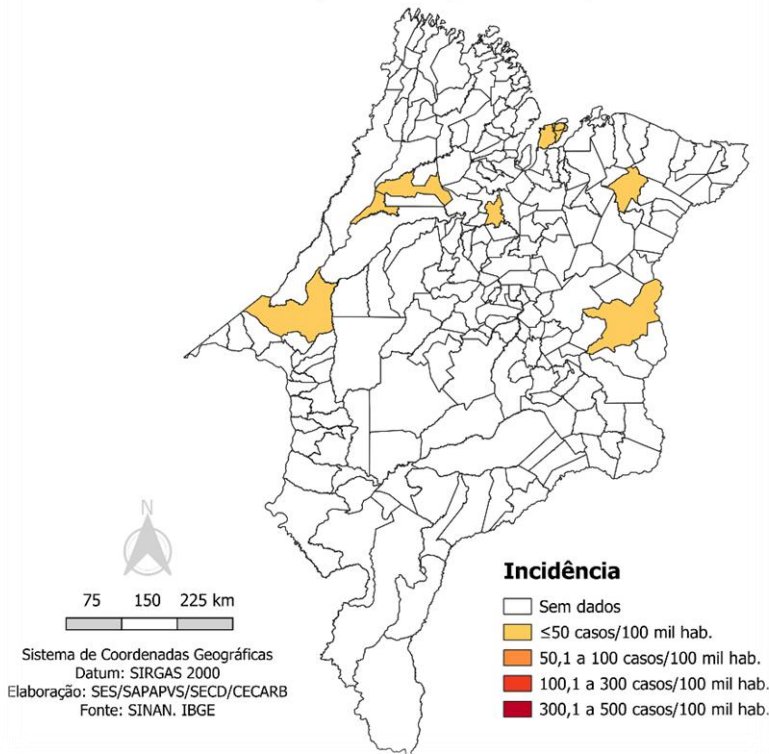 N
75 150 225 km
Sistema de Coordenadas Geográficas
Datum: SIRGAS 2000
Elaboração: SES/SAPAPVS/SECD/CECARB
Fonte: SINAN. IBGE
Incidência
Sem dados
≤50 casos/100 mil hab.
50,1 a 100 casos/100 mil hab.
100,1 a 300 casos/100 mil hab.
300,1 a 500 casos/100 mil hab.